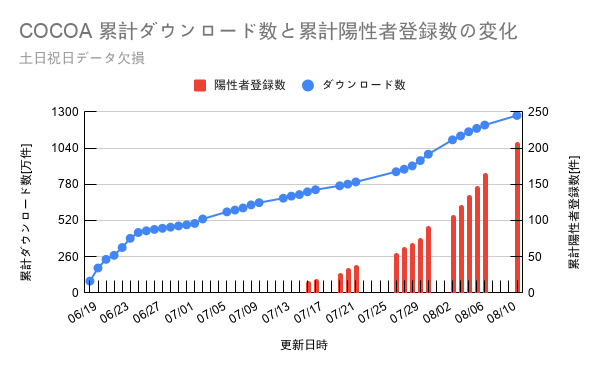 COCOA 累計ダウンロード数と累計陽性者登録数の変化
土日祝日データ欠損
陽性者登録数 ダウンロード数
累計ダウンロード数[万件]
1300
1040
780
520
260
0
250
200
150
100
50
0
累計陽性者登録数[件]
06/19 06/23 06/27 07/01 07/05 07/09 07/13 07/17 07/21 07/25 07/29 08/02 08/06 08/10
更新日時